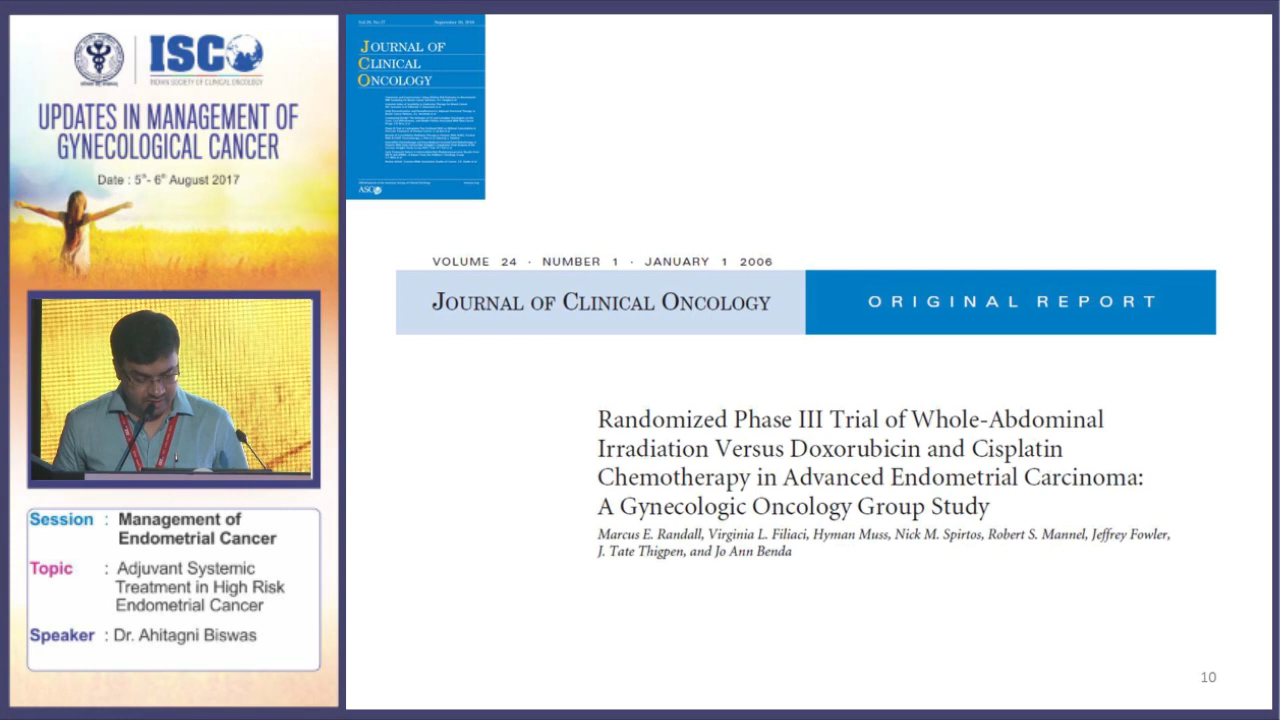 ISCO
INDIAN SOCIETY OF CLINICAL ONCOLOGY
UPDATES IN MANAGEMENT OF
GYNECOLOGICAL CANCER
Date : 5th- 6th August 2017
Session : Management of
Endometrial Cancer
Topic : Adjuvant Systemic
Treatment in High Risk
Endometrial Cancer
Speaker : Dr. Ahitagni Biswas
JOURNAL OF
CLINICAL
ONCOLOGY
ASCO
VOLUME 24 · NUMBER 1 · JANUARY 1 2006
JOURNAL OF CLINICAL ONCOLOGY
ORIGINAL REPORT
Randomized Phase III Trial of Whole-Abdominal
Irradiation Versus Doxorubicin and Cisplatin
Chemotherapy in Advanced Endometrial Carcinoma:
A Gynecologic Oncology Group Study
Marcus E. Randall, Virginia L. Filiaci, Hyman Muss, Nick M. Spirtos, Robert S. Mannel, Jeffrey Fowler,
J. Tate Thigpen, and Jo Ann Benda
10